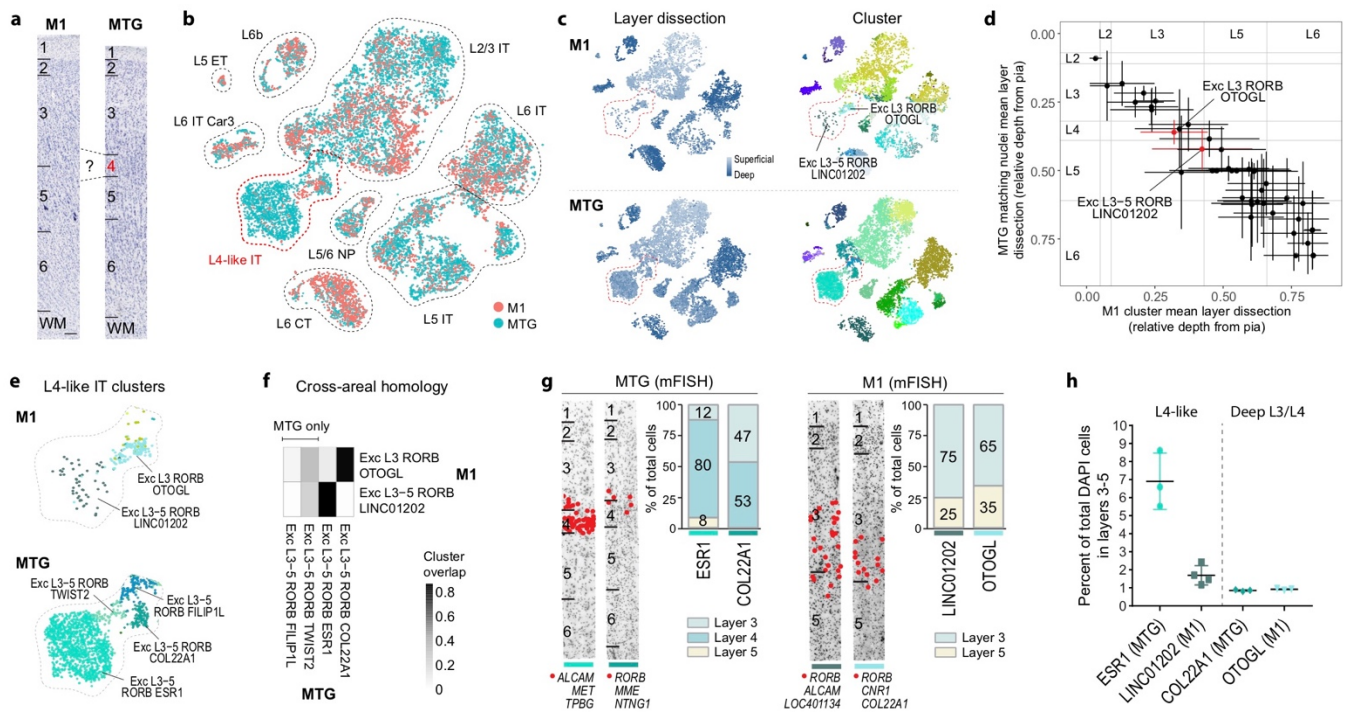 a
M1 MTG
1
2
3
5
6
WM
?
1
2
3
4
5
6
WM
b
L6b
L5 ET
L2/3 IT
L6 IT Car3
L6 IT
L4-like IT
L5/6 NP
L6 CT
L5 IT
M1
MTG
c
Layer dissection Cluster
M1
Exc L3 RORB
OTOGL
Exc L3-5 RORB
LINC01202
Superficial
Deep
MTG
d
MTG matching nuclei mean layer
dissection (relative depth from pia)
0.00
0.25
0.50
0.75
L2 L3 L5 L6
L2
L3
L4
L5
L6
Exc L3 RORB
OTOGL
Exc L3-5 RORB
LINC01202
0.00 0.25 0.50 0.75
M1 cluster mean layer dissection
(relative depth from pia)
e
L4-like IT clusters
M1
Exc L3 RORB
OTOGL
Exc L3-5 RORB
LINC01202
MTG
Exc L3-5 RORB
TWIST2
Exc L3-5
RORB FILIP1L
Exc L3-5 RORB
COL22A1
Exc L3-5
RORB ESR1
f
Cross-areal homology
MTG only
Exc L3 RORB
OTOGL
Exc L3-5 RORB
LINC01202
M1
Exc L3-5 RORB FILIP1L
Exc L3-5 RORB TWIST2
Exc L3-5 RORB ESR1
Exc L3-5 RORB COL22A1
MTG
Cluster
overlap
0.8
0.6
0.4
0.2
0
g
MTG (mFISH)
1
2
3
4
5
6
1
2
3
4
5
6
ALCAM
MET
TPBG
RORB
MME
NTNG1
% of total cells
100
75
50
25
0
12
80
8
47
53
ESR1
COL22A1
Layer 3
Layer 4
Layer 5
M1 (mFISH)
1
2
3
5
1
2
3
5
RORB
ALCAM
LOC401134
RORB
CNR1
COL22A1
% of total cells
100
75
50
25
0
75
25
65
35
LINC01202
OTOGL
Layer 3
Layer 5
h
L4-like Deep L3/L4
Percent of total DAPI cells
in layers 3-5
10
9
8
7
6
5
4
3
2
1
0
ESR1 (MTG)
LINC01202 (M1)
COL22A1 (MTG)
OTOGL (M1)